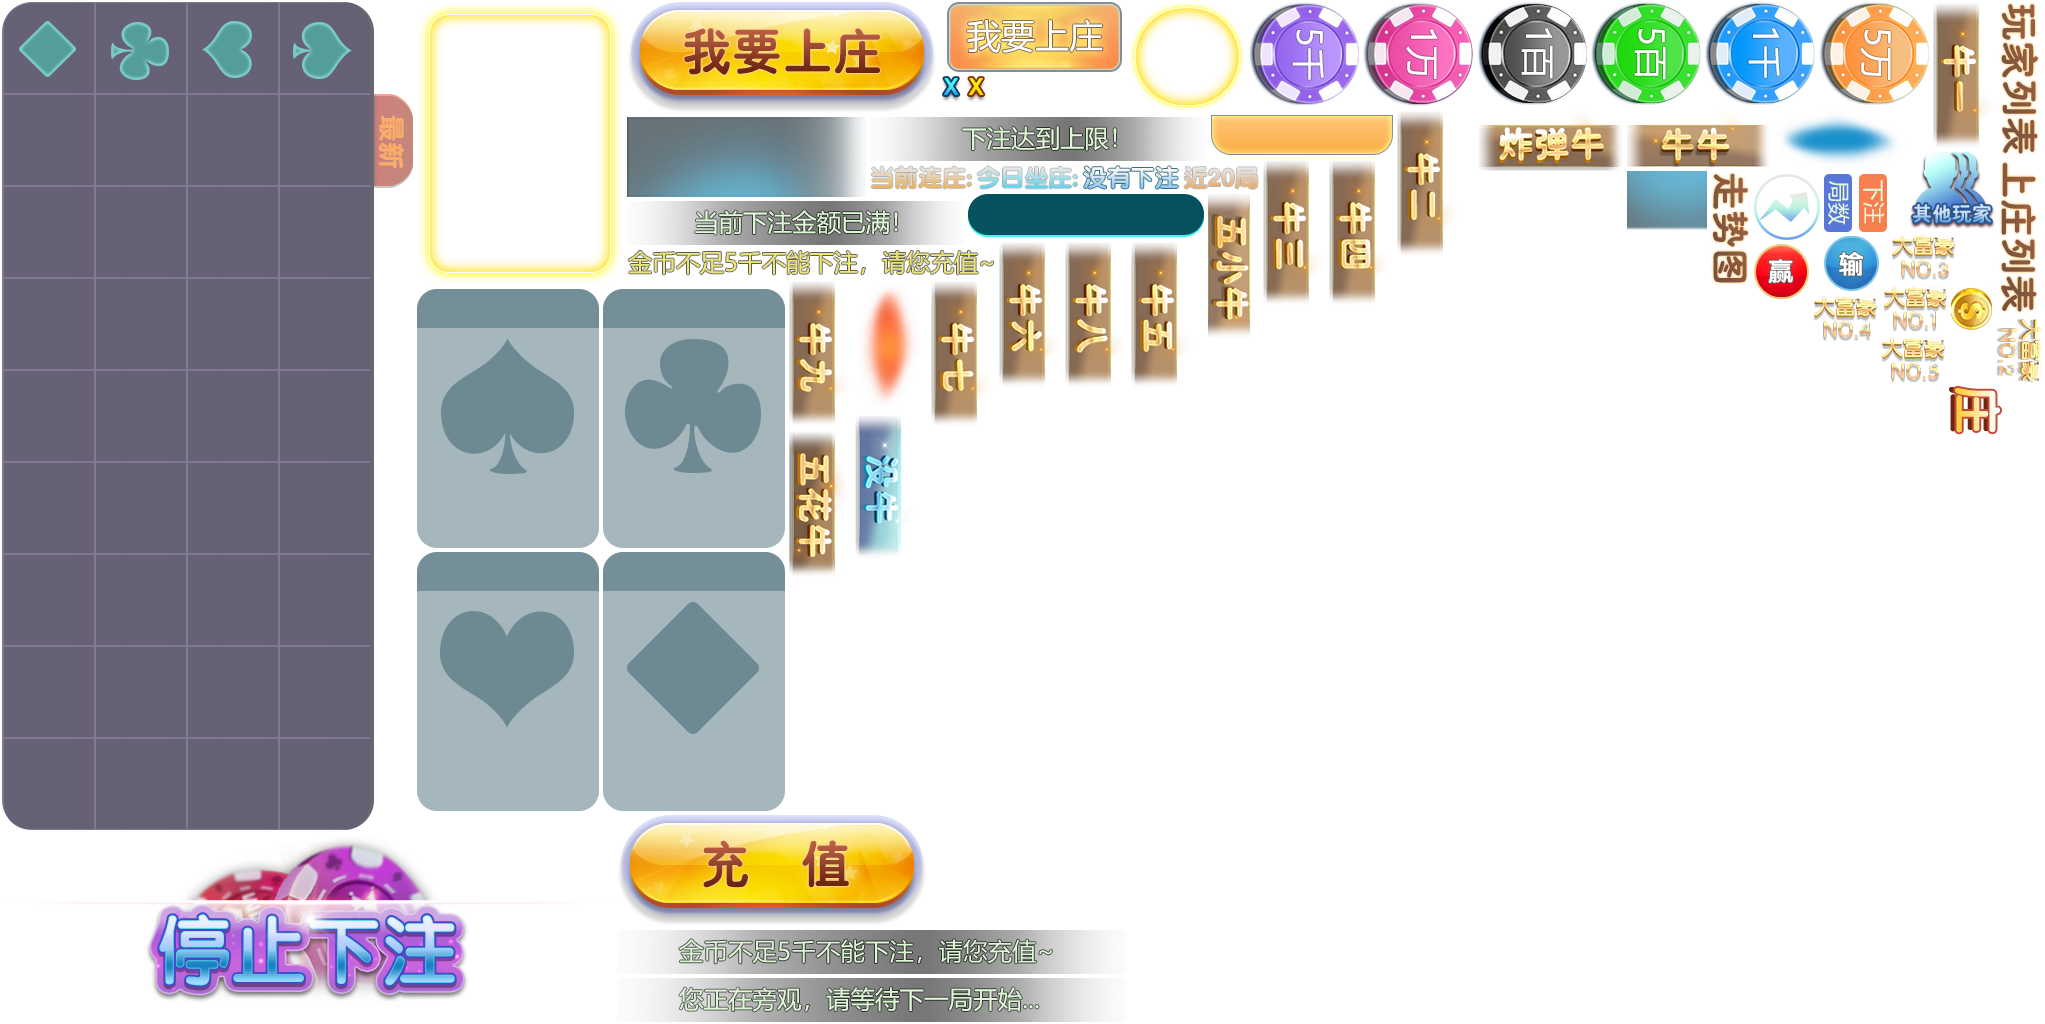 我要上庄
我要上庄
X X
5千
1万
1百
5百
1千
5万
牛一
玩家列表
上庄列表
最新
下注达到上限!
当前连庄:
今日坐庄:
没有下注
近20局
当前下注金额已满!
金币不足5千不能下注，请您充值~
牛二
炸弹牛
牛牛
走势图
局数
下注
其他玩家
五小牛
牛三
牛四
赢
输
大富豪
NO.3
大富豪
NO.4
大富豪
NO.1
大富豪
NO.2
大富豪
NO.5
$
庄
牛九
牛七
牛六
牛八
牛五
五花牛
没牛
充 值
停止下注
金币不足5千不能下注，请您充值~
您正在旁观，请等待下一局开始...